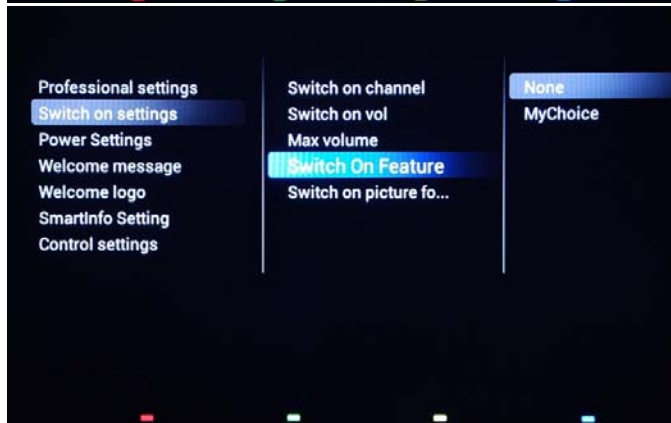 Professional settings
Switch on settings
Power Settings
Welcome message
Welcome logo
SmartInfo Setting
Control settings
Switch on channel
Switch on vol
Max volume
Switch On Feature
Switch on picture fo...
None
MyChoice